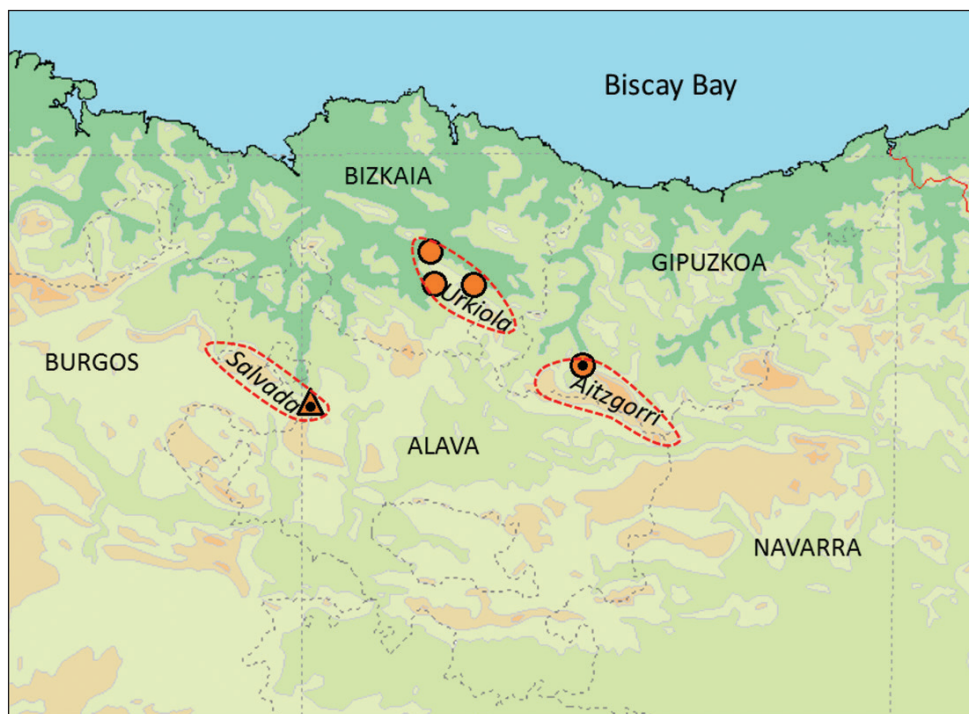 Biscay Bay
BIZKAIA
GIPUZKOA
Urkiola
BURGOS
Salvada
Aitzgorri
ALAVA
NAVARRA